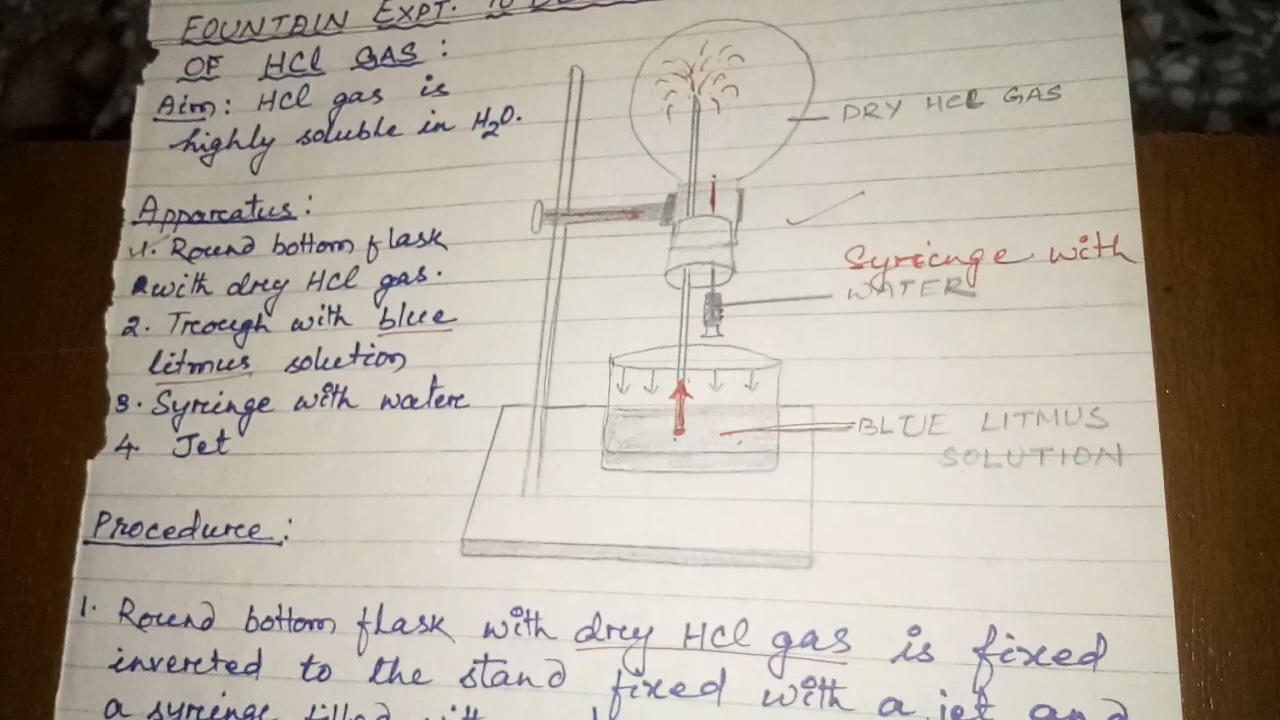 FOUNTAIN EXPT. TO
OF HCl GAS:
Aim: HCl gas is
highly soluble in H₂O.
Apparatus:
1. Round bottom flask
with dry HCl gas.
2. Trough with blue
litmus solution
3. Syringe with water
4. Jet
DRY HCL GAS
Syringe with
WATER
BLUE LITMUS
SOLUTION
Procedure:
1. Round bottom flask with dry HCl gas is fixed
inverted to the stand fixed with a jet and
a syringe filled